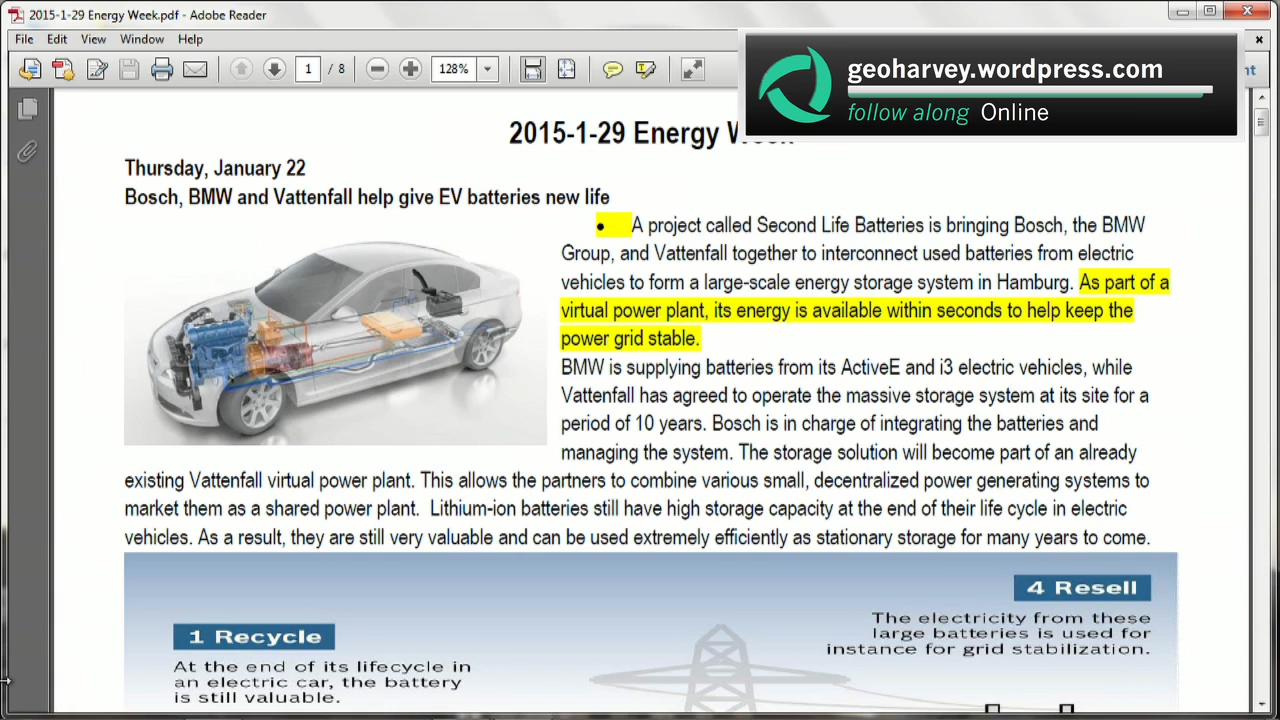 2015-1-29 Energy Week.pdf - Adobe Reader
File Edit View Window Help
1 / 8 128%
geoharvey.wordpress.com
follow along Online
2015-1-29 Energy Week
Thursday, January 22
Bosch, BMW and Vattenfall help give EV batteries new life
• A project called Second Life Batteries is bringing Bosch, the BMW
Group, and Vattenfall together to interconnect used batteries from electric
vehicles to form a large-scale energy storage system in Hamburg. As part of a
virtual power plant, its energy is available within seconds to help keep the
power grid stable.
BMW is supplying batteries from its ActiveE and i3 electric vehicles, while
Vattenfall has agreed to operate the massive storage system at its site for a
period of 10 years. Bosch is in charge of integrating the batteries and
managing the system. The storage solution will become part of an already
existing Vattenfall virtual power plant. This allows the partners to combine various small, decentralized power generating systems to
market them as a shared power plant. Lithium-ion batteries still have high storage capacity at the end of their life cycle in electric
vehicles. As a result, they are still very valuable and can be used extremely efficiently as stationary storage for many years to come.
4 Resell
The electricity from these
large batteries is used for
instance for grid stabilization.
1 Recycle
At the end of its lifecycle in
an electric car, the battery
is still valuable.